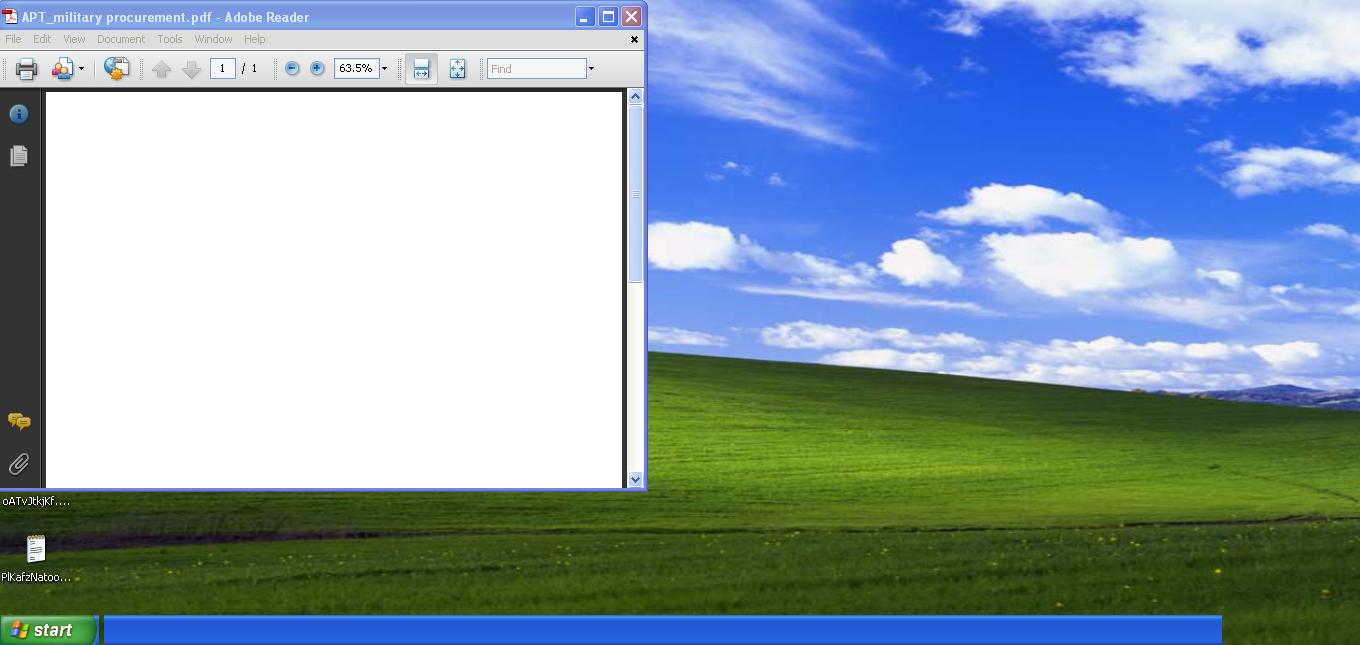 APT_military procurement.pdf - Adobe Reader
File Edit View Document Tools Window Help
1 / 1 63.5% Find
oATvJtkjKf....
PlKafzNatoo...
start